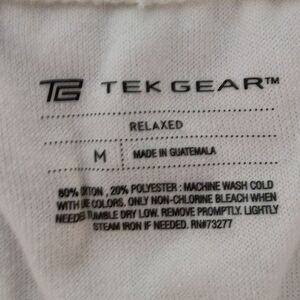 TEK GEAR™
RELAXED
M MADE IN GUATEMALA
60% 20% POLYESTER : MACHINE WASH COLD
WITH COLORS. ONLY NON-CHLORINE BLEACH WHEN
TUMBLE DRY LOW. REMOVE PROMPTLY. LIGHTLY
STEAM IRON IF NEEDED. RN#73277